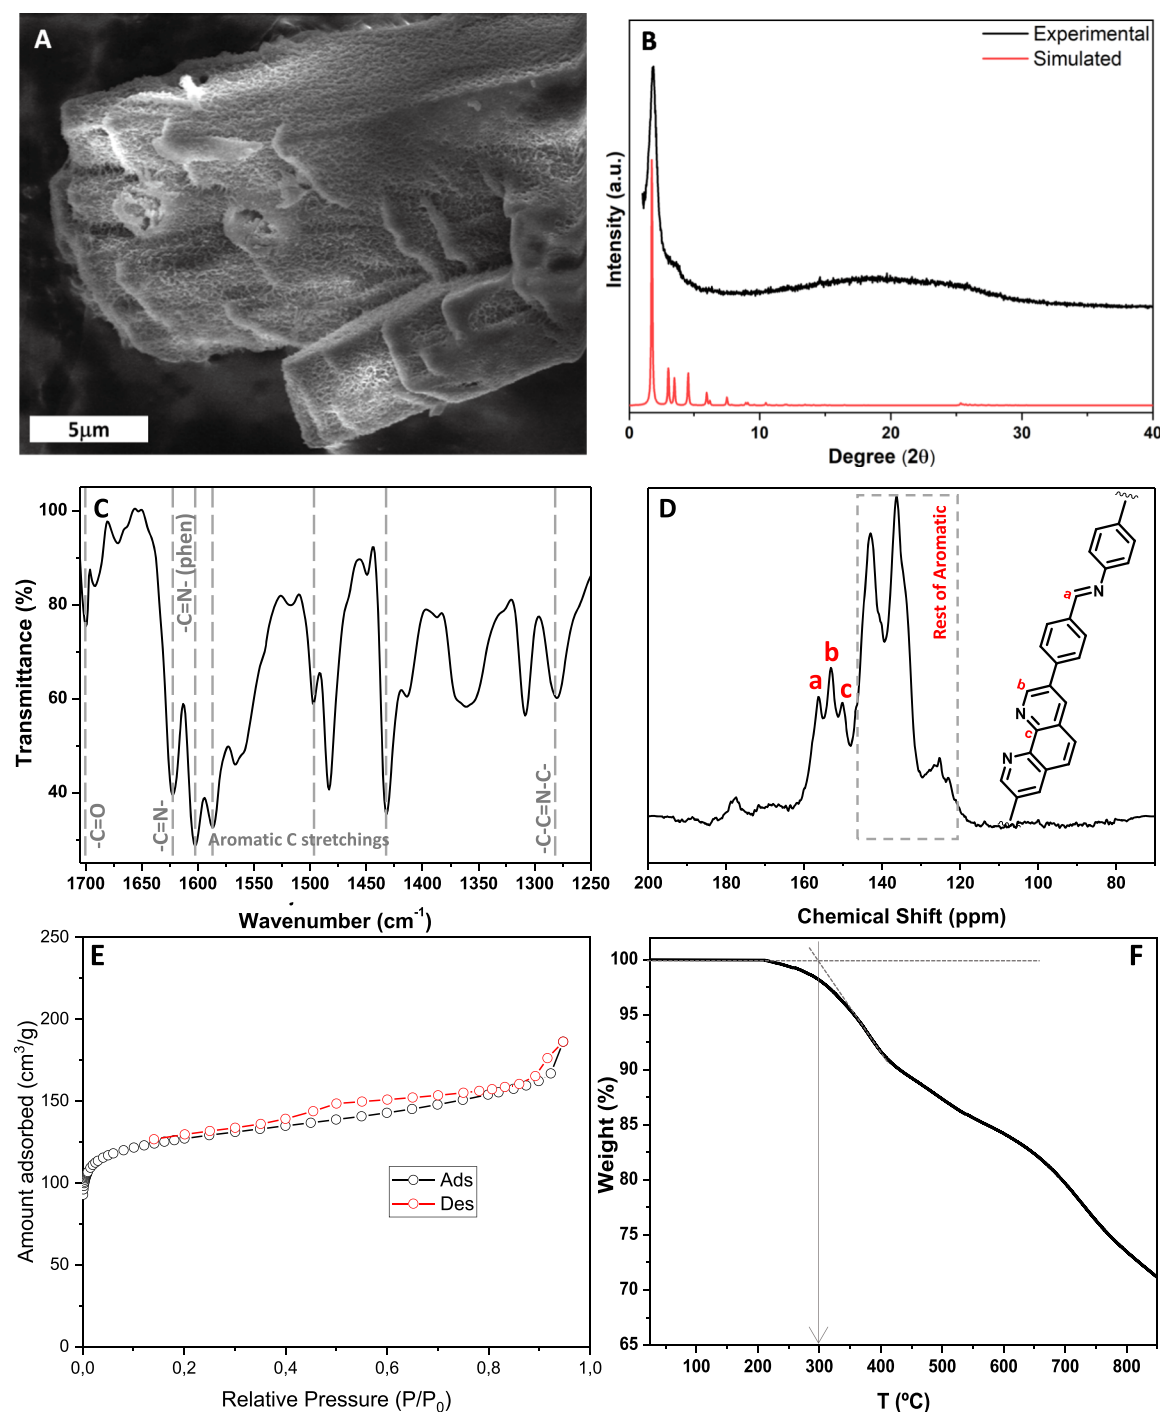 A
5µm
B
Experimental
Simulated
Intensity (a.u.)
0 10 20 30 40
Degree (2θ)
C
100
80
60
40
Transmittance (%)
-C=O
-C=N-
-C=N- (phen)
Aromatic C stretchings
-C-C=N-C-
1700 1650 1600 1550 1500 1450 1400 1350 1300 1250
Wavenumber (cm⁻¹)
D
a
b
c
Rest of Aromatic
a
N
b
N
c
N
200 180 160 140 120 100 80
Chemical Shift (ppm)
E
250
200
150
100
50
0
Amount adsorbed (cm³/g)
Ads
Des
0,0 0,2 0,4 0,6 0,8 1,0
Relative Pressure (P/P₀)
F
100
95
90
85
80
75
70
65
Weight (%)
100 200 300 400 500 600 700 800
T (ºC)